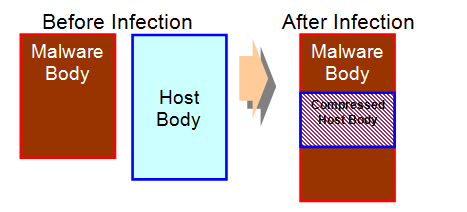 Before Infection
After Infection
Malware
Body
Host
Body
Malware
Body
Compressed
Host Body